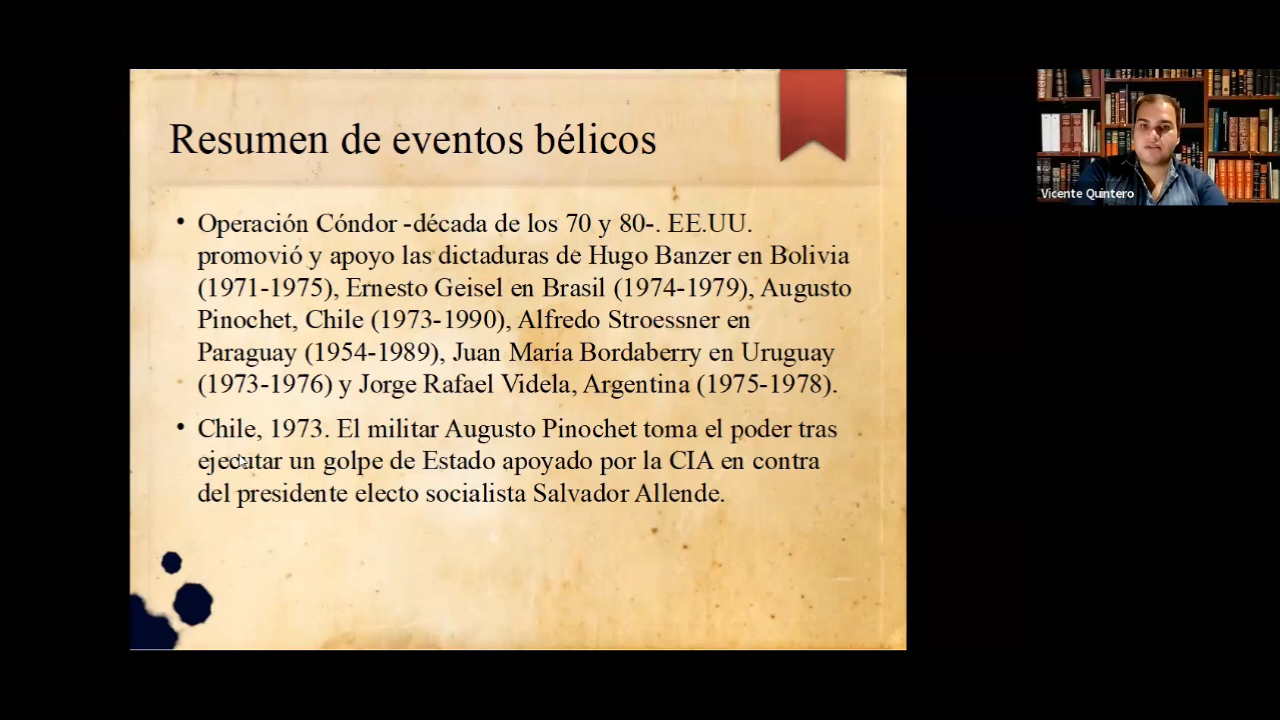 Resumen de eventos bélicos
• Operación Cóndor -década de los 70 y 80-. EE.UU.
promovió y apoyo las dictaduras de Hugo Banzer en Bolivia
(1971-1975), Ernesto Geisel en Brasil (1974-1979), Augusto
Pinochet, Chile (1973-1990), Alfredo Stroessner en
Paraguay (1954-1989), Juan María Bordaberry en Uruguay
(1973-1976) y Jorge Rafael Videla, Argentina (1975-1978).
• Chile, 1973. El militar Augusto Pinochet toma el poder tras
ejecutar un golpe de Estado apoyado por la CIA en contra
del presidente electo socialista Salvador Allende.
Vicente Quintero